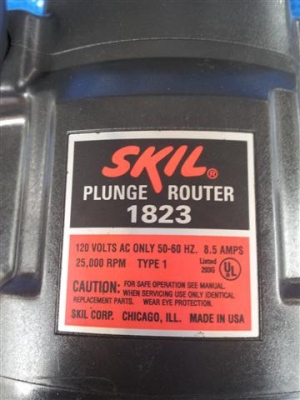 SKIL®
PLUNGE ROUTER
1823
120 VOLTS AC ONLY 50-60 HZ. 8.5 AMPS
25,000 RPM TYPE 1 Listed UL®
CAUTION: FOR SAFE OPERATION SEE MANUAL.
WHEN SERVICING USE ONLY IDENTICAL
REPLACEMENT PARTS. WEAR EYE PROTECTION.
SKIL CORP. CHICAGO, ILL. MADE IN USA